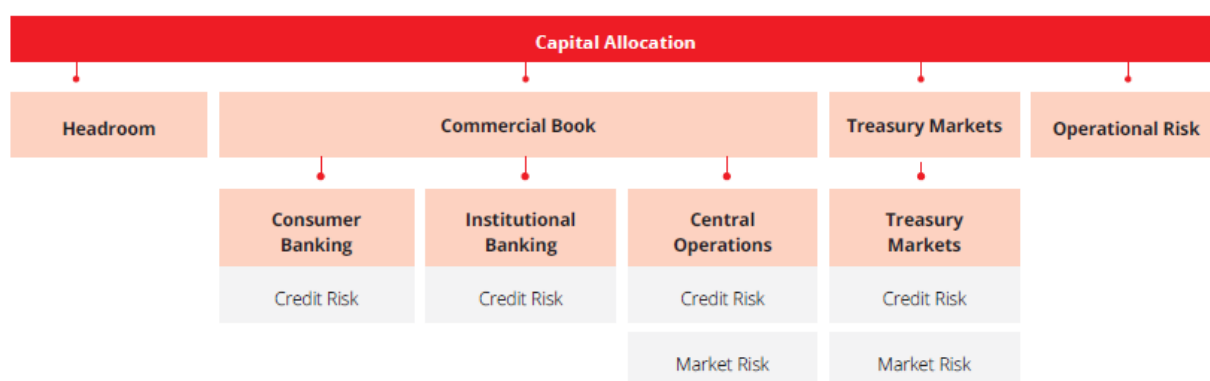 Capital Allocation
Headroom
Commercial Book
Treasury Markets
Operational Risk
Consumer
Banking
Institutional
Banking
Central
Operations
Treasury
Markets
Credit Risk
Credit Risk
Credit Risk
Credit Risk
Market Risk
Market Risk